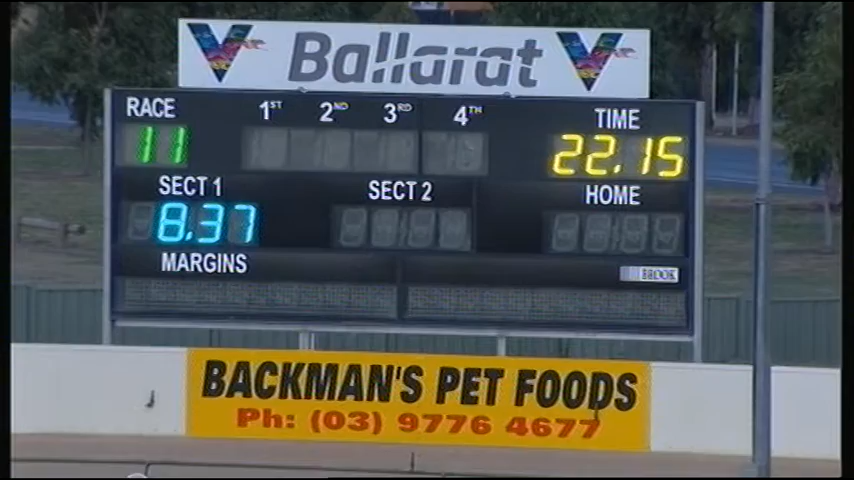 Ballarat
RACE 1ST 2ND 3RD 4TH TIME
11 22.15
SECT 1 SECT 2 HOME
8.37
MARGINS BROOK
BACKMAN'S PET FOODS
Ph: (03) 9776 4677